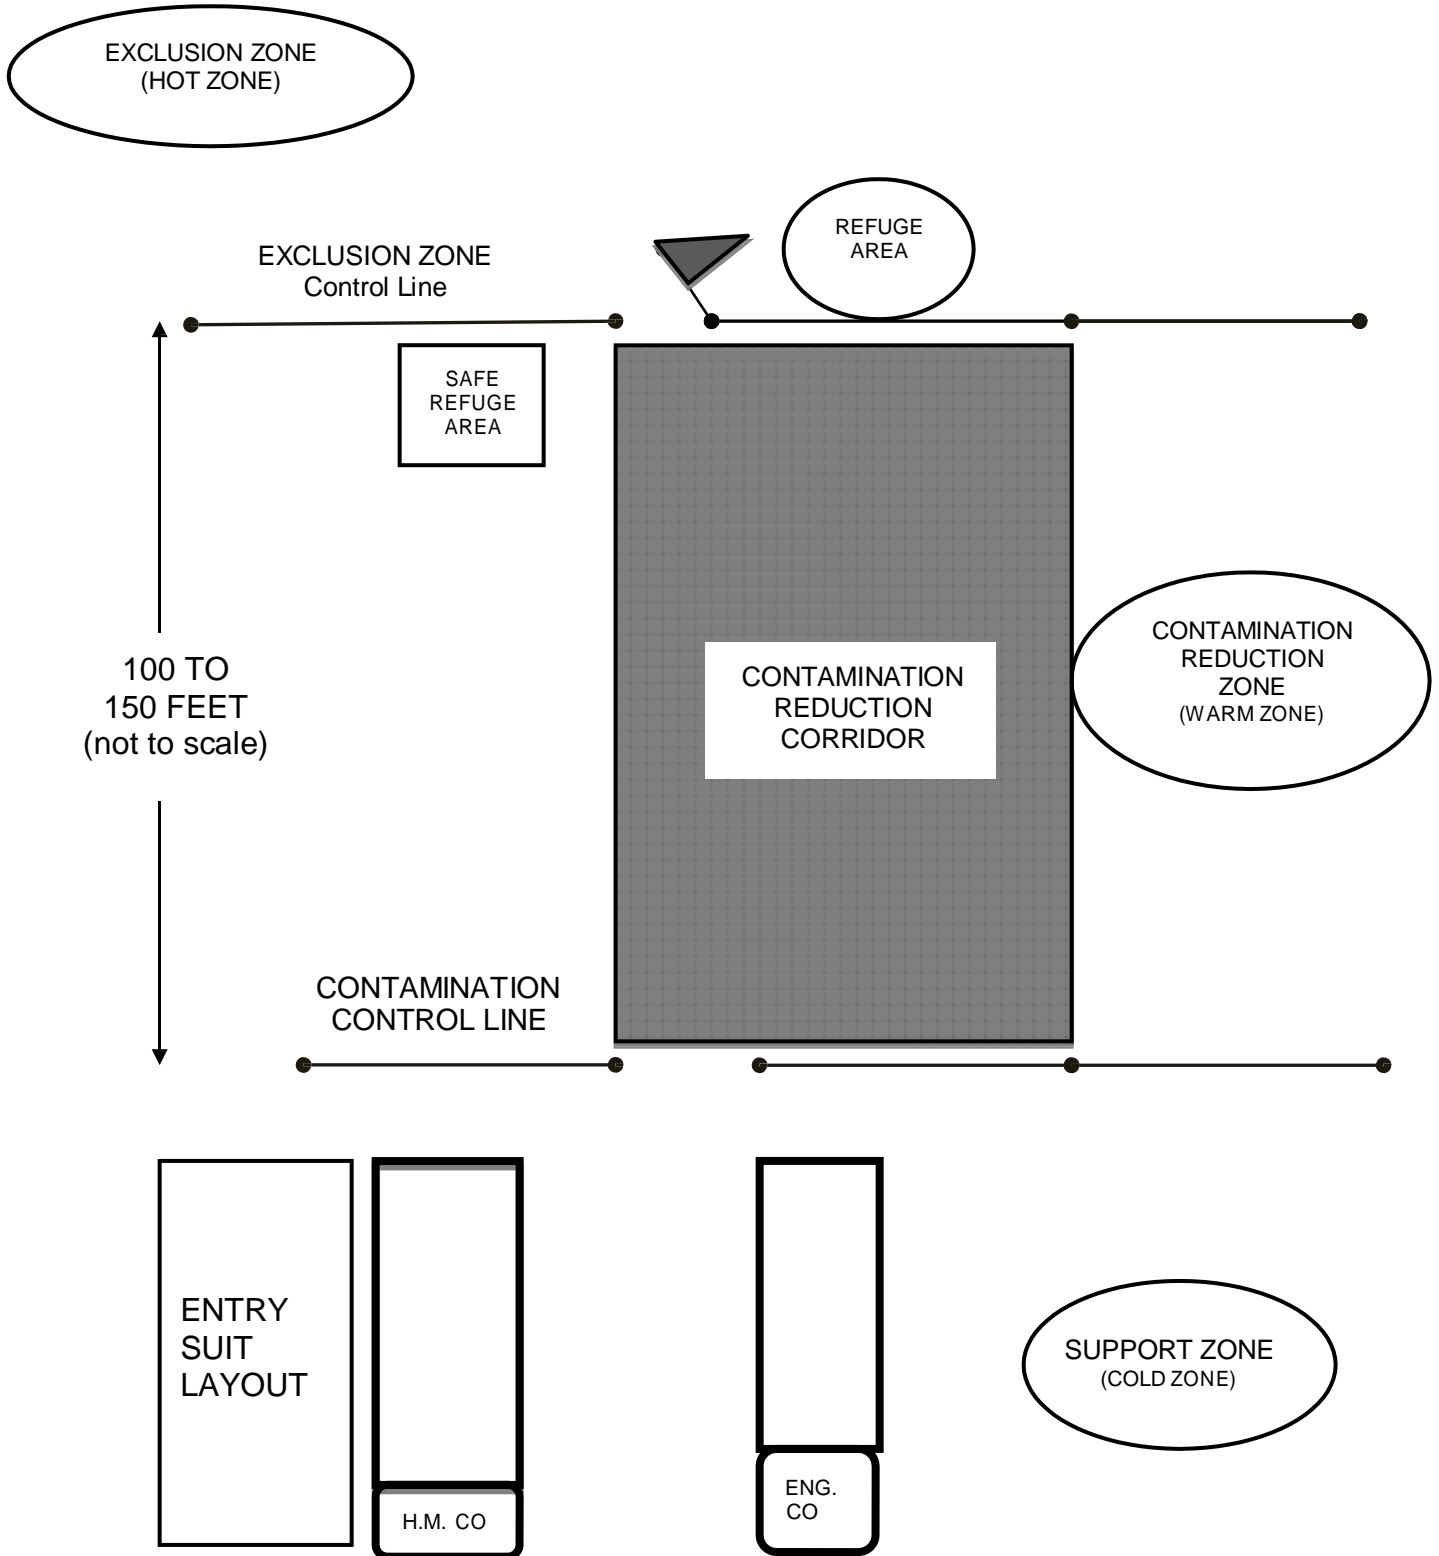 EXCLUSION ZONE
(HOT ZONE)
REFUGE
AREA
EXCLUSION ZONE
Control Line
SAFE
REFUGE
AREA
100 TO
150 FEET
(not to scale)
CONTAMINATION
REDUCTION
CORRIDOR
CONTAMINATION
REDUCTION
ZONE
(WARM ZONE)
CONTAMINATION
CONTROL LINE
ENTRY
SUIT
LAYOUT
H.M. CO
ENG.
CO
SUPPORT ZONE
(COLD ZONE)